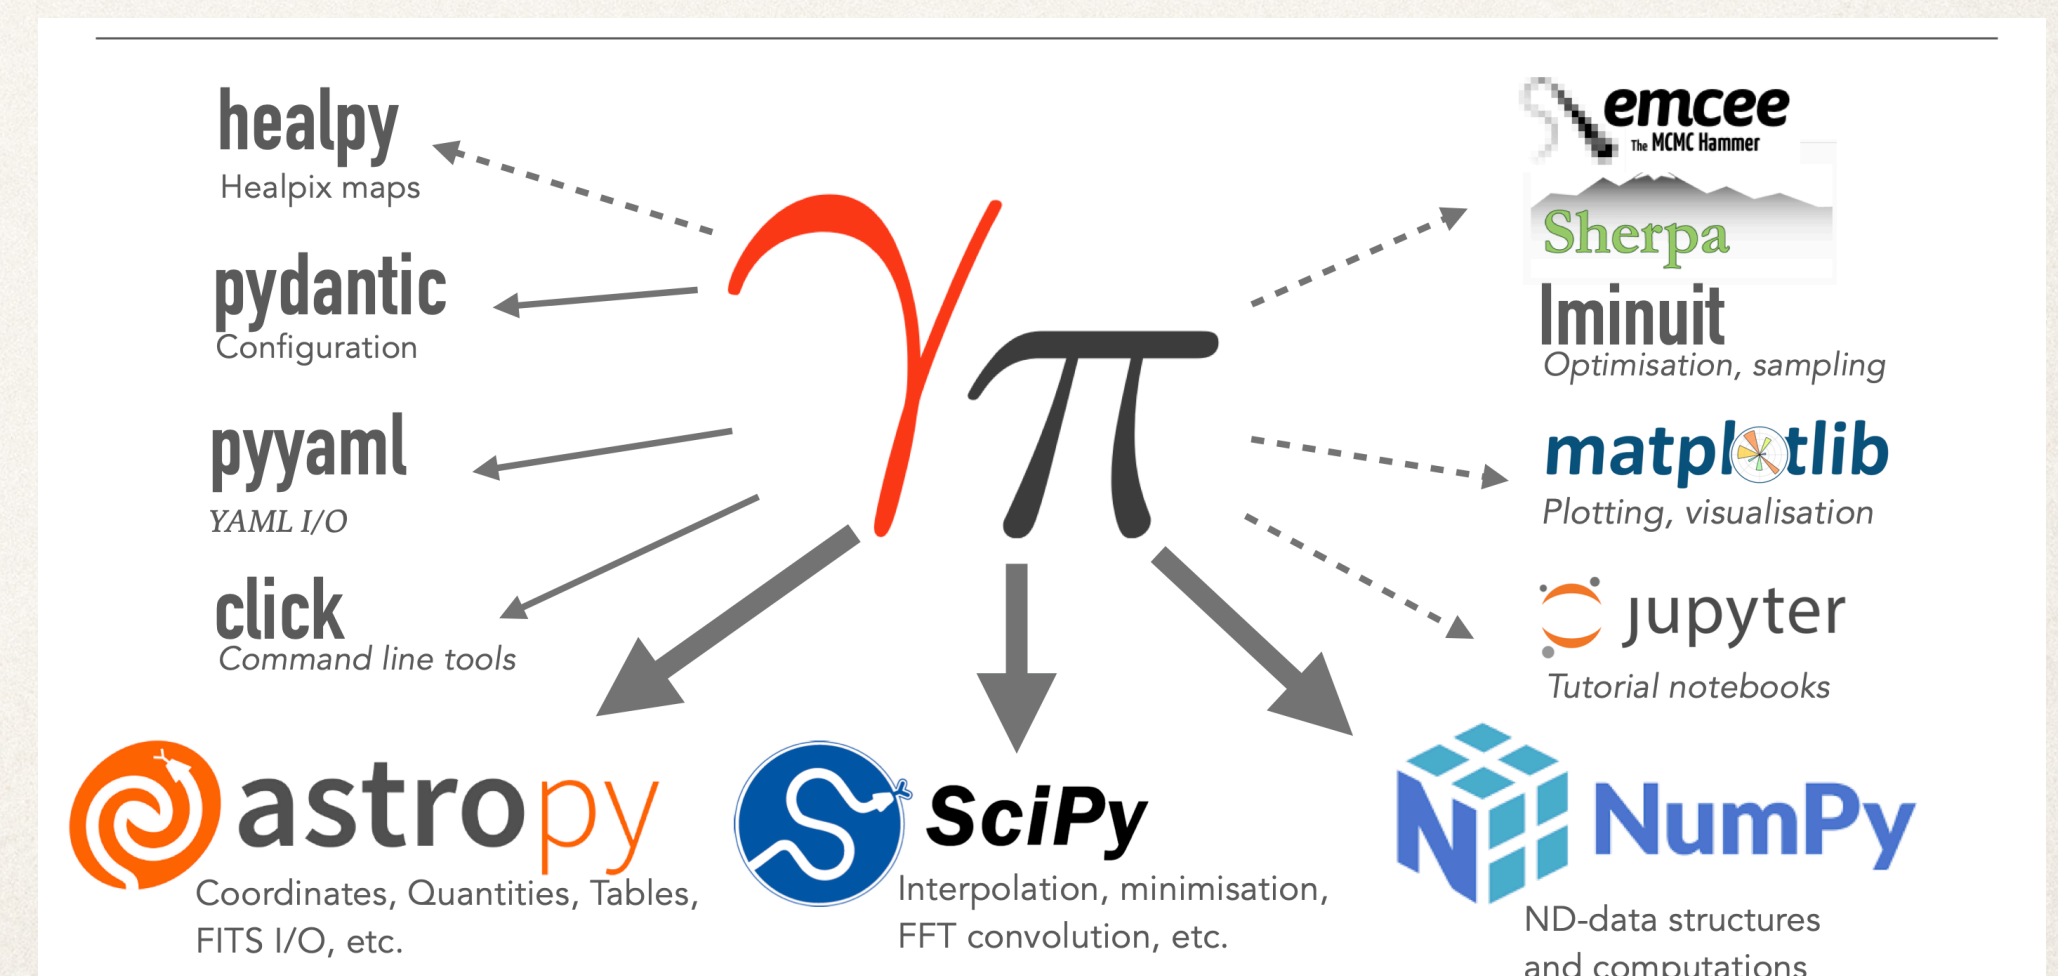 healpy
Healpix maps
pydantic
Configuration
pyyaml
YAML I/O
click
Command line tools
γπ
emcee
The MCMC Hammer
Sherpa
Iminuit
Optimisation, sampling
matplotlib
Plotting, visualisation
jupyter
Tutorial notebooks
astropy
Coordinates, Quantities, Tables,
FITS I/O, etc.
SciPy
Interpolation, minimisation,
FFT convolution, etc.
NumPy
ND-data structures
and computations